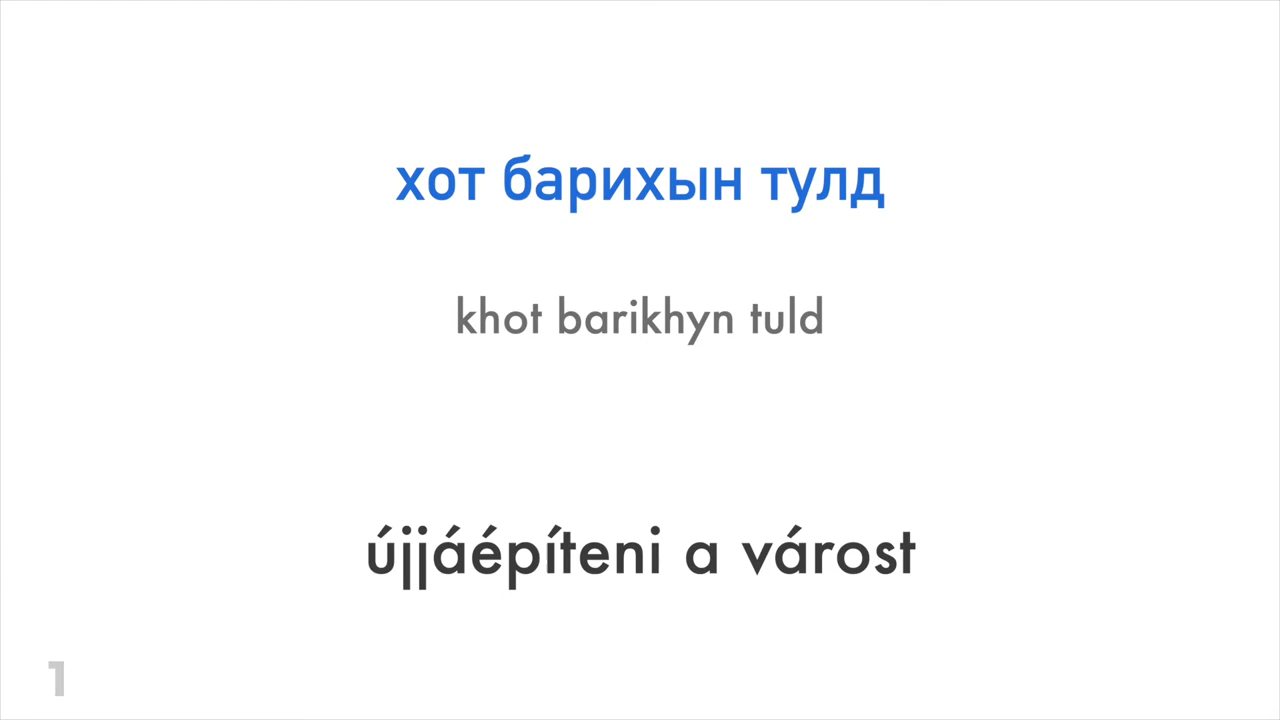 хот барихын тулд
khot barikhyn tuld
újjáépíteni a várost
1